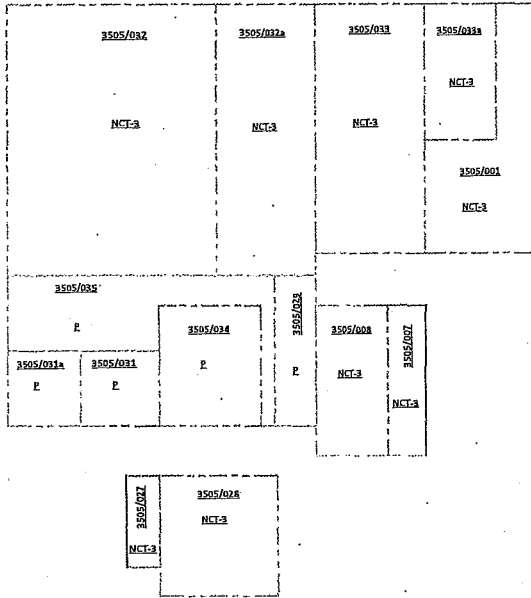 3505/032
NCT-3
3505/032a
NCT-3
3505/033
NCT-3
3505/033a
NCT-3
3505/001
NCT-3
3505/035
P
3505/031a
P
3505/031
P
3505/034
P
3505/029
P
3505/008
NCT-3
3505/007
NCT-3
3505/027
NCT-3
3505/028
NCT-3